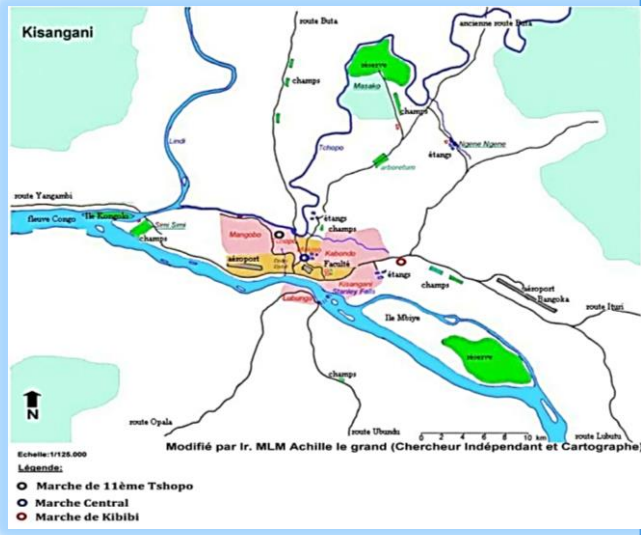 Kisangani
route Buta
ancienne route Buta
réserve
Masako
champs
champs
Ngene Ngene
étangs
Lindi
Tchopo
arboretum
route Yangambi
fleuve Congo
Ile Kongolo
Simi Simi
champs
étangs
champs
Mangobo
Kabondo
aéroport
Faculté
Kisangani
étangs
champs
aéroport
Bangoka
Stanley Falls
Lubunga
Ile Mbiye
route Ituri
réserve
champs
N
route Opala
route Ubundu
route Lubutu
0 2 4 6 8 10 km
Modifié par Ir. MLM Achille le grand (Chercheur Indépendant et Cartographe)
Echelle:1/125.000
Légende:
Marche de 11ème Tshopo
Marche Central
Marche de Kibibi